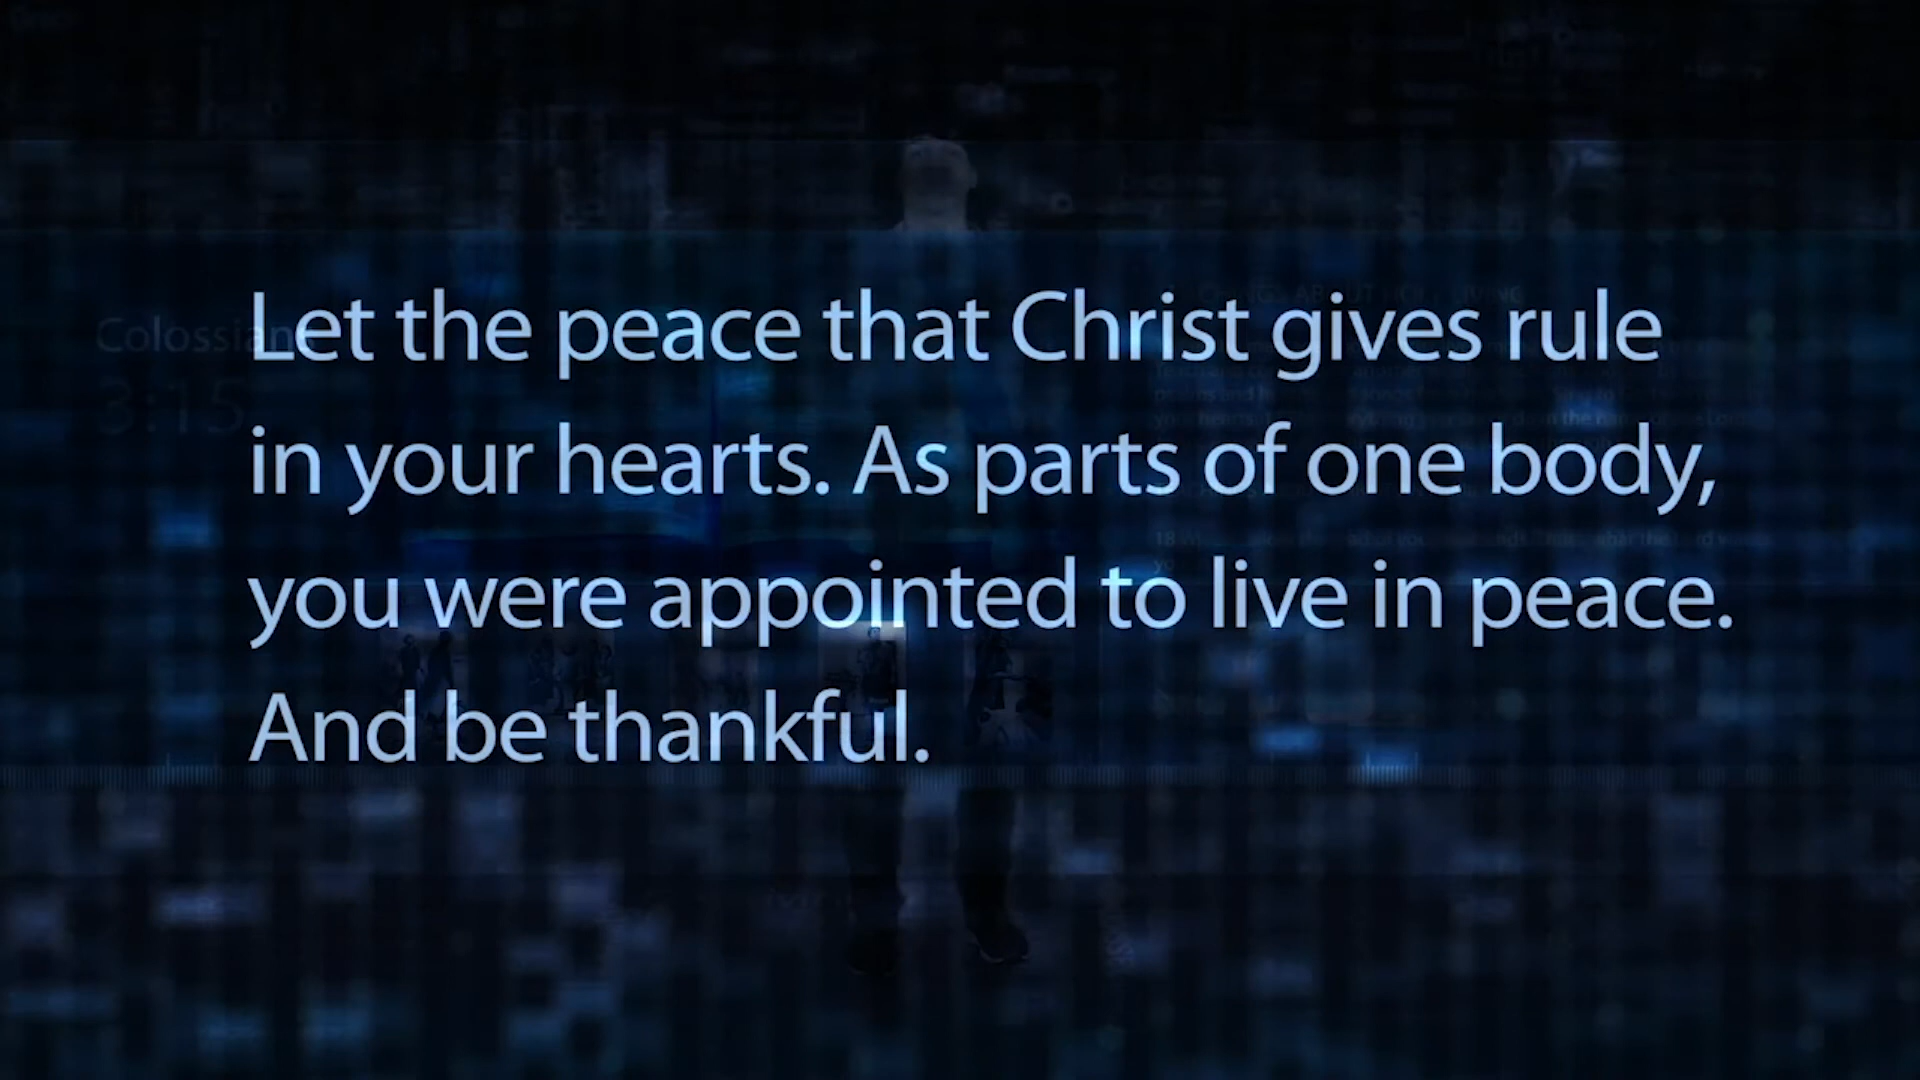 Colossians
3:15
Let the peace that Christ gives rule
in your hearts. As parts of one body,
you were appointed to live in peace.
And be thankful.